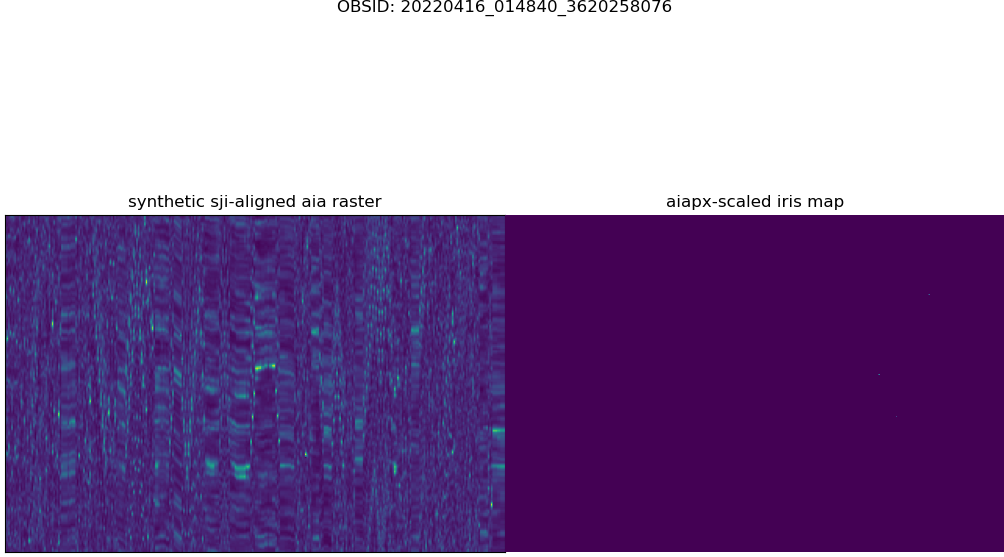 OBSID: 20220416_014840_3620258076
synthetic sji-aligned aia raster
aiapx-scaled iris map